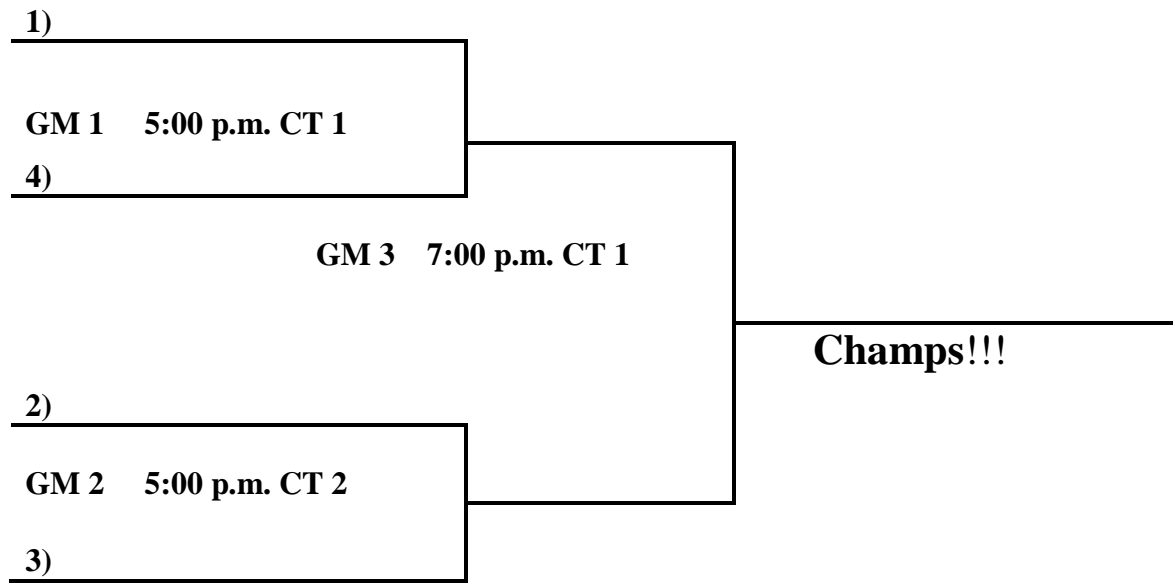 1)
GM 1 5:00 p.m. CT 1
4)
GM 3 7:00 p.m. CT 1
Champs!!!
2)
GM 2 5:00 p.m. CT 2
3)